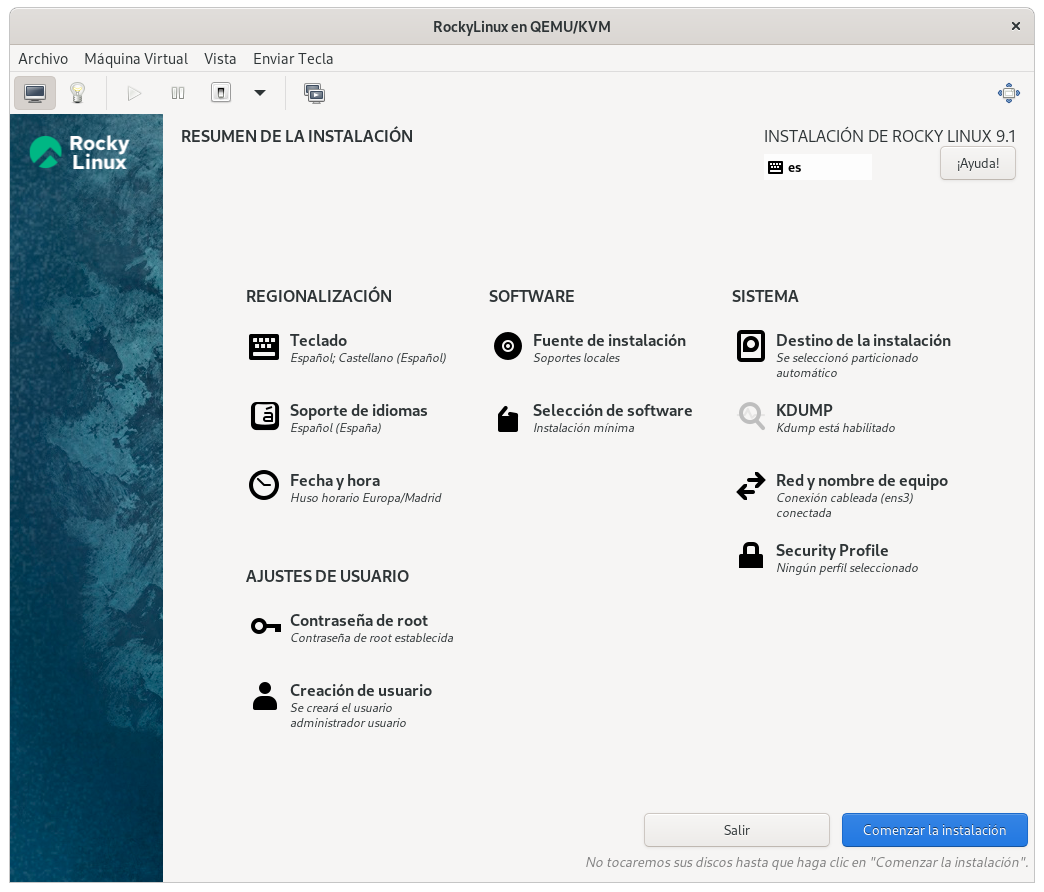 RockyLinux en QEMU/KVM
Archivo Máquina Virtual Vista Enviar Tecla
Rocky
Linux
RESUMEN DE LA INSTALACIÓN
INSTALACIÓN DE ROCKY LINUX 9.1
es
¡Ayuda!
REGIONALIZACIÓN
Teclado
Español; Castellano (Español)
Soporte de idiomas
Español (España)
Fecha y hora
Huso horario Europa/Madrid
SOFTWARE
Fuente de instalación
Soportes locales
Selección de software
Instalación mínima
SISTEMA
Destino de la instalación
Se seleccionó particionado
automático
KDUMP
Kdump está habilitado
Red y nombre de equipo
Conexión cableada (ens3)
conectada
Security Profile
Ningún perfil seleccionado
AJUSTES DE USUARIO
Contraseña de root
Contraseña de root establecida
Creación de usuario
Se creará el usuario
administrador usuario
Salir
Comenzar la instalación
No tocaremos sus discos hasta que haga clic en "Comenzar la instalación".